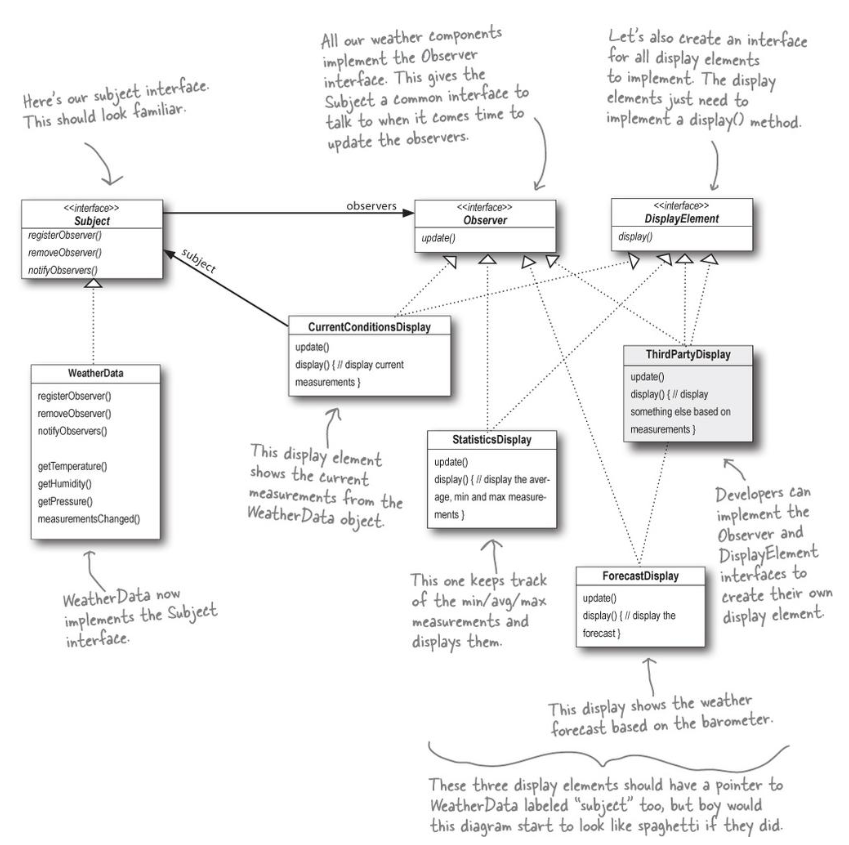 Here's our subject interface.
This should look familiar.
All our weather components
implement the Observer
interface. This gives the
Subject a common interface to
talk to when it comes time to
update the observers.
Let's also create an interface
for all display elements
to implement. The display
elements just need to
implement a display() method.
<<interface>>
Subject
registerObserver()
removeObserver()
notifyObservers()
observers
<<interface>>
Observer
update()
<<interface>>
DisplayElement
display()
subject
CurrentConditionsDisplay
update()
display() { // display current
measurements }
ThirdPartyDisplay
update()
display() { // display
something else based on
measurements }
WeatherData
registerObserver()
removeObserver()
notifyObservers()
getTemperature()
getHumidity()
getPressure()
measurementsChanged()
StatisticsDisplay
update()
display() { // display the aver-
age, min and max measure-
ments }
This display element
shows the current
measurements from the
WeatherData object.
Developers can
implement the
Observer and
DisplayElement
interfaces to
create their own
display element.
ForecastDisplay
update()
display() { // display the
forecast }
This one keeps track
of the min/avg/max
measurements and
displays them.
WeatherData now
implements the Subject
interface.
This display shows the weather
forecast based on the barometer.
These three display elements should have a pointer to
WeatherData labeled "subject" too, but boy would
this diagram start to look like spaghetti if they did.